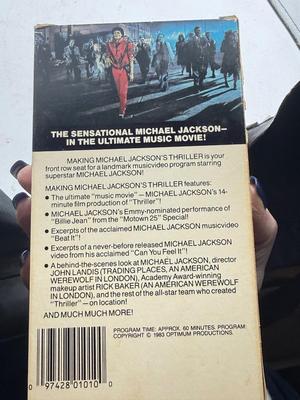 THE SENSATIONAL MICHAEL JACKSON—
IN THE ULTIMATE MUSIC MOVIE!
MAKING MICHAEL JACKSON'S THRILLER is your
front row seat for a landmark musicvideo program starring
superstar MICHAEL JACKSON!
MAKING MICHAEL JACKSON'S THRILLER features:
• The ultimate "music movie" — MICHAEL JACKSON'S 14-
minute film production of "Thriller"!
• MICHAEL JACKSON's Emmy-nominated performance of
"Billie Jean" from the "Motown 25" Special!
• Excerpts of the acclaimed MICHAEL JACKSON musicvideo
"Beat It"!
• Excerpts of a never-before released MICHAEL JACKSON
video from his acclaimed "Can You Feel It"!
• A behind-the-scenes look at MICHAEL JACKSON, director
JOHN LANDIS (TRADING PLACES, AN AMERICAN
WEREWOLF IN LONDON), Academy Award-winning
makeup artist RICK BAKER (AN AMERICAN WEREWOLF
IN LONDON), and the rest of the all-star team who created
"Thriller" — on location!
AND MUCH MUCH MORE!
PROGRAM TIME: APPROX. 60 MINUTES. PROGRAM:
COPYRIGHT © 1983 OPTIMUM PRODUCTIONS.
0 97428 01010 0